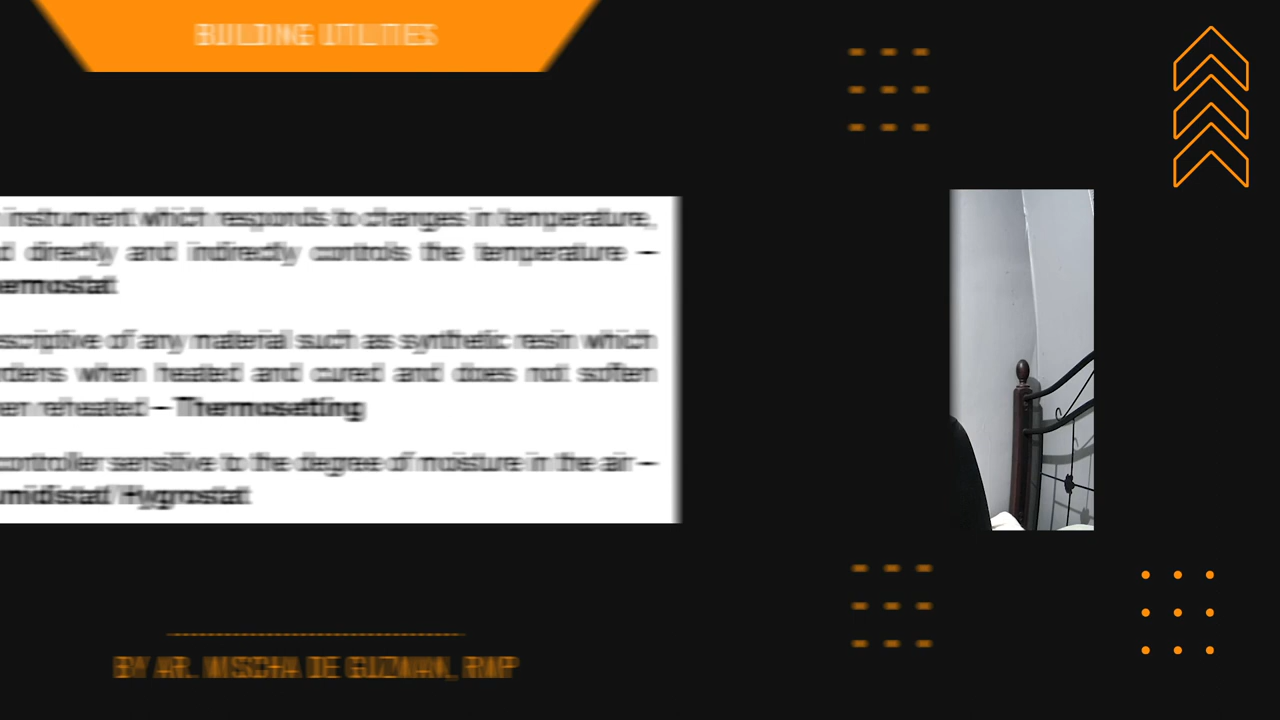 BUILDING UTILITIES
instrument which responds to changes in temperature,
d directly and indirectly controls the temperature –
ermostat
scriptive of any material such as synthetic resin which
rdens when heated and cured and does not soften
en reheated – Thermosetting
controller sensitive to the degree of moisture in the air –
umidistat/ Hygrostat
BY AR. MISCHA DE GUZMAN, RMP